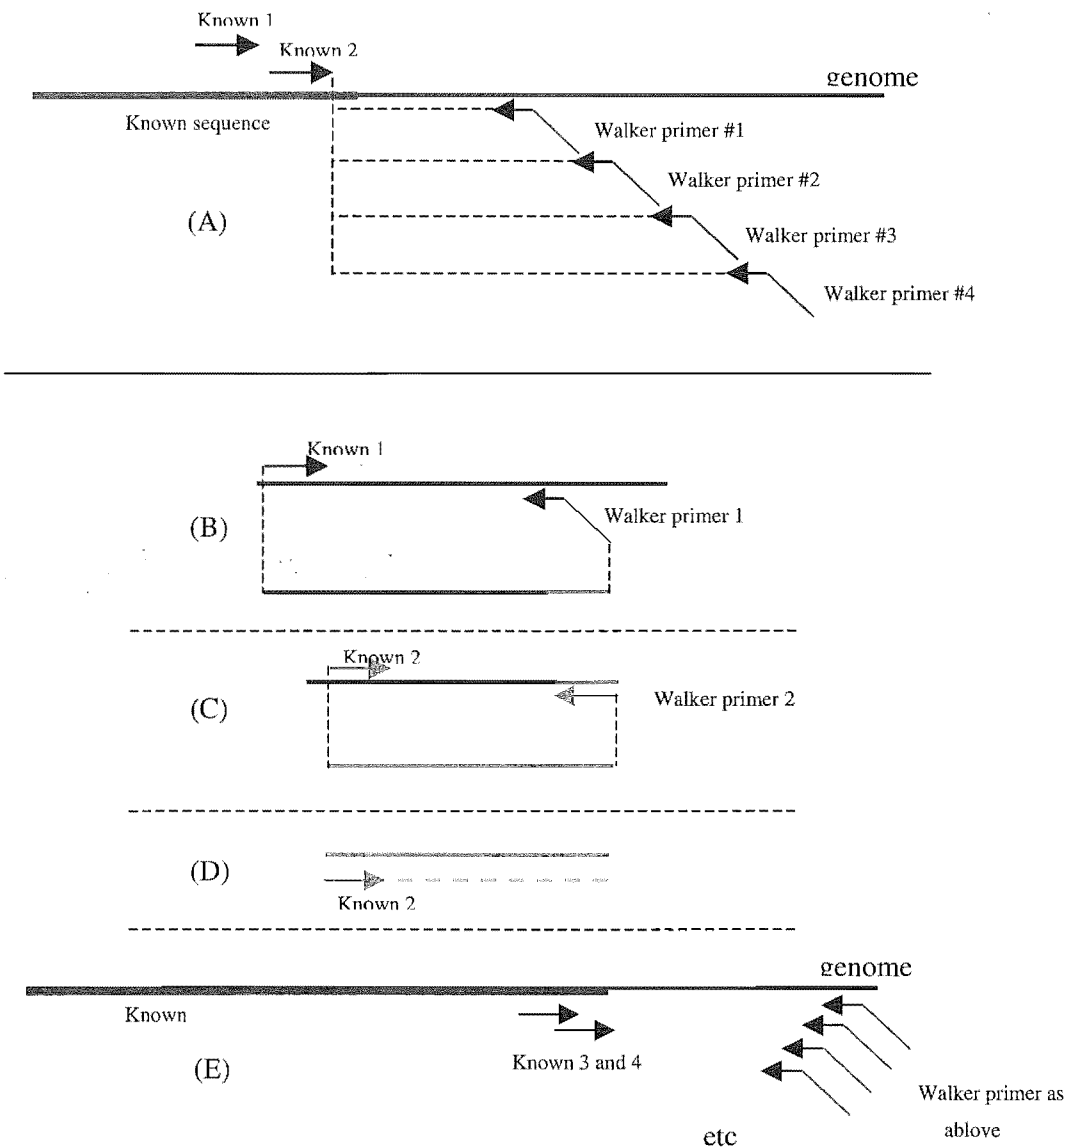 Known 1
Known 2
genome
Known sequence
Walker primer #1
Walker primer #2
(A)
Walker primer #3
Walker primer #4
Known 1
(B)
Walker primer 1
Known 2
(C)
Walker primer 2
(D)
Known 2
genome
Known
Known 3 and 4
(E)
Walker primer as
ablove
etc